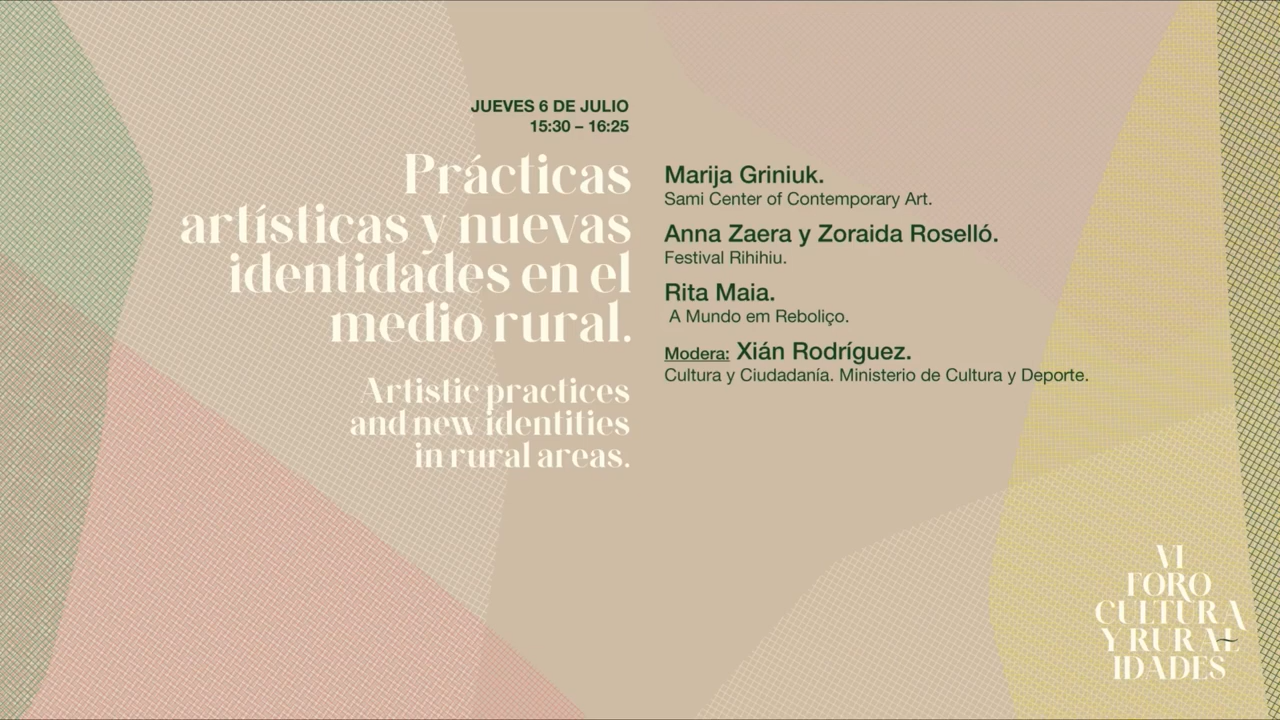 JUEVES 6 DE JULIO
15:30 – 16:25
Prácticas
artísticas y nuevas
identidades en el
medio rural.
Artistic practices
and new identities
in rural areas.
Marija Griniuk.
Sami Center of Contemporary Art.
Anna Zaera y Zoraida Roselló.
Festival Rihihiu.
Rita Maia.
A Mundo em Reboliço.
Modera: Xián Rodríguez.
Cultura y Ciudadanía. Ministerio de Cultura y Deporte.
VI
FORO
CULTURA
Y RURAL
IDADES